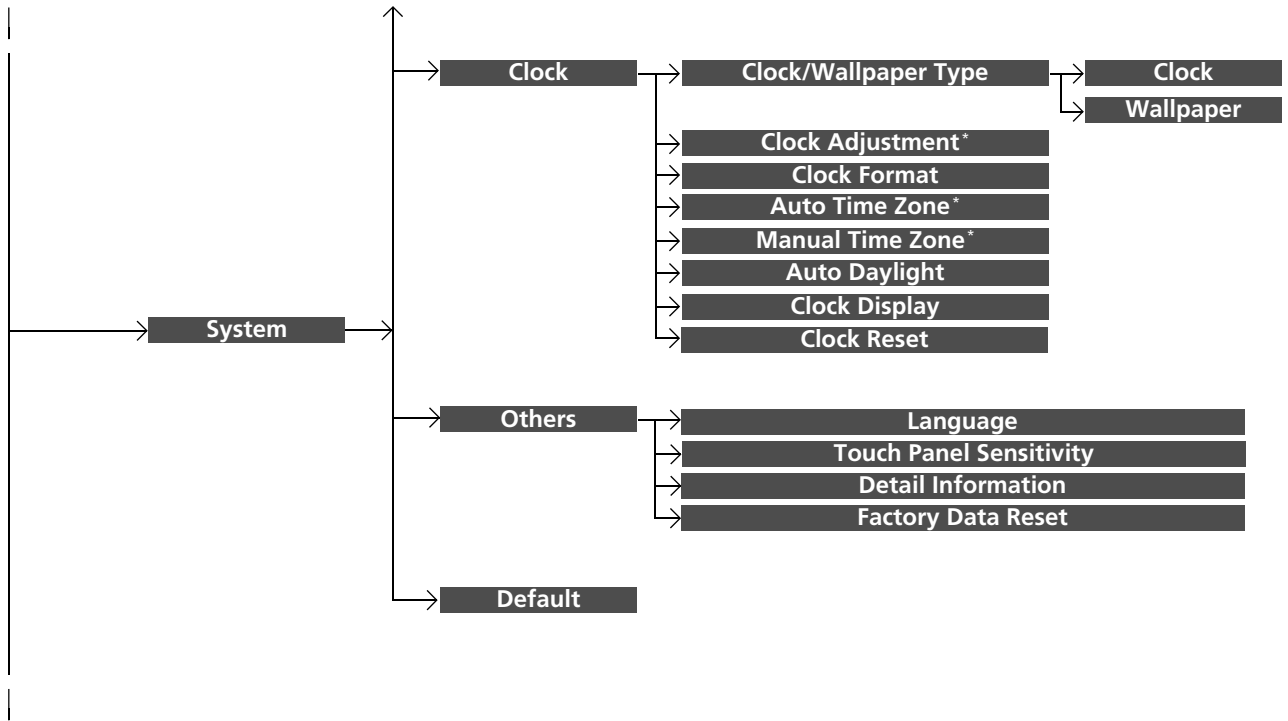 Clock
Clock/Wallpaper Type
Clock
Wallpaper
Clock Adjustment*
Clock Format
Auto Time Zone*
Manual Time Zone*
Auto Daylight
Clock Display
Clock Reset
System
Others
Language
Touch Panel Sensitivity
Detail Information
Factory Data Reset
Default